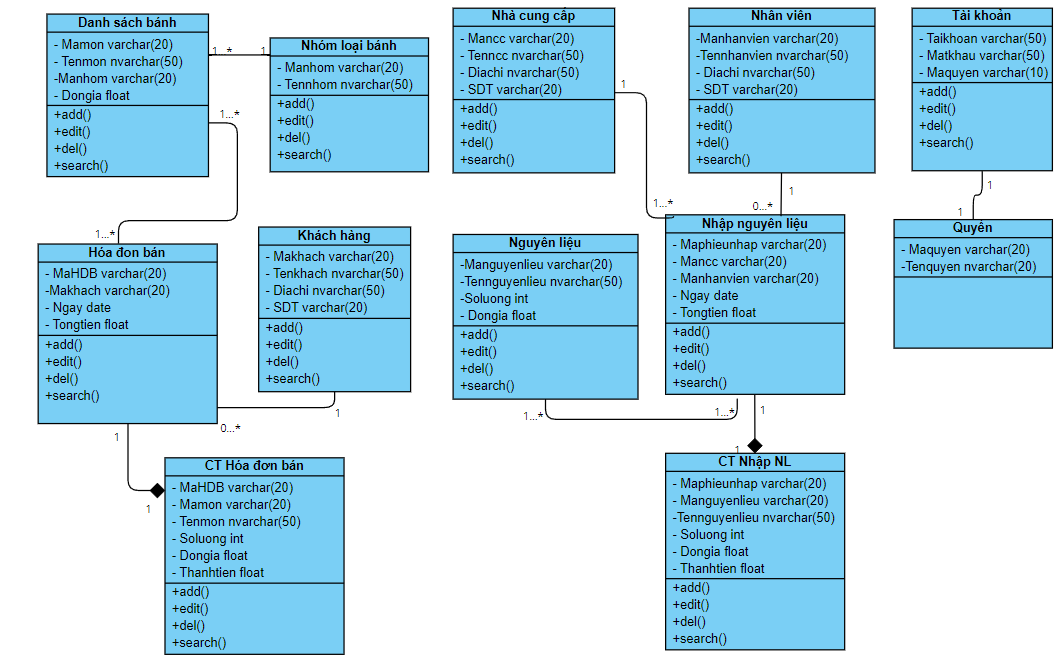 Danh sách bánh
- Mamon varchar(20)
- Tenmon nvarchar(50)
-Manhom varchar(20)
- Dongia float
+add()
+edit()
+del()
+search()
1...*
1
Nhóm loại bánh
- Manhom varchar(20)
- Tennhom nvarchar(50)
+add()
+edit()
+del()
+search()
1...*
1...*
Hóa đon bán
- MaHDB varchar(20)
-Makhach varchar(20)
- Ngay date
- Tongtien float
+add()
+edit()
+del()
+search()
Khách hàng
- Makhach varchar(20)
- Tenkhach nvarchar(50)
- Diachi nvarchar(50)
- SDT varchar(20)
+add()
+edit()
+del()
+search()
1
0...*
1
1
CT Hóa đơn bán
- MaHDB varchar(20)
- Mamon varchar(20)
- Tenmon nvarchar(50)
- Soluong int
- Dongia float
- Thanhtien float
+add()
+edit()
+del()
+search()
Nhà cung cấp
- Mancc varchar(20)
- Tenncc nvarchar(50)
- Diachi nvarchar(50)
- SDT varchar(20)
+add()
+edit()
+del()
+search()
1
1...*
Nhân viên
-Manhanvien varchar(20)
-Tennhanvien nvarchar(50)
- Diachi nvarchar(50)
- SDT varchar(20)
+add()
+edit()
+del()
+search()
1
0...*
Nguyên liệu
-Manguyenlieu varchar(20)
-Tennguyenlieu nvarchar(50)
-Soluong int
- Dongia float
+add()
+edit()
+del()
+search()
1...*
1...*
Nhập nguyên liệu
- Maphieunhap varchar(20)
- Mancc varchar(20)
- Manhanvien varchar(20)
- Ngay date
- Tongtien float
+add()
+edit()
+del()
+search()
1
1
CT Nhập NL
- Maphieunhap varchar(20)
- Manguyenlieu varchar(20)
-Tennguyenlieu nvarchar(50)
- Soluong int
- Dongia float
- Thanhtien float
+add()
+edit()
+del()
+search()
Tài khoản
- Taikhoan varchar(50)
- Matkhau varchar(50)
- Maquyen varchar(10)
+add()
+edit()
+del()
+search()
1
1
Quyền
- Maquyen varchar(20)
-Tenquyen nvarchar(20)